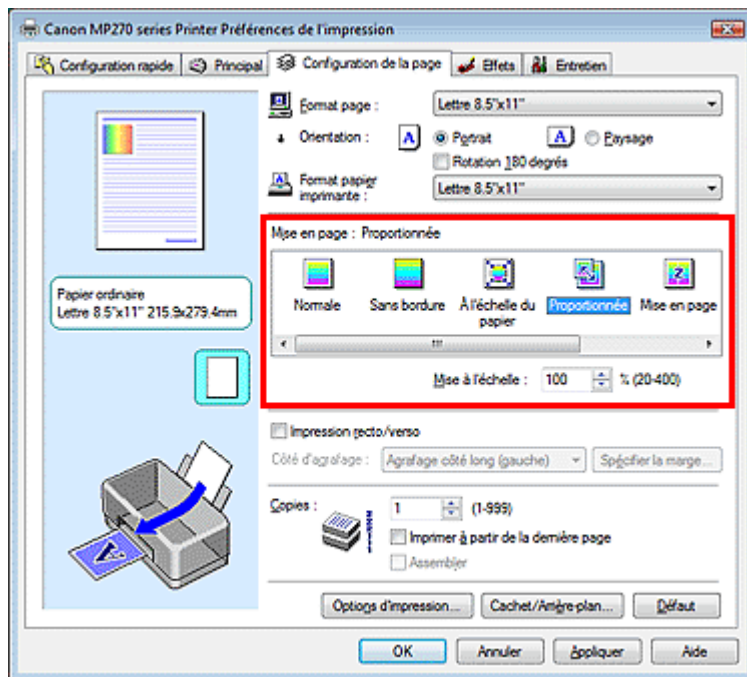 Canon MP270 series Printer Préférences de l'impression
Configuration rapide Principal Configuration de la page Effets Entretien
Format page : Lettre 8.5"x11"
Orientation : A Portrait A Paysage
Rotation 180 degrés
Format papier imprimante : Lettre 8.5"x11"
Mise en page : Proportionnée
Normale Sans bordure À l'échelle du papier Proportionnée Mise en page
Mise à l'échelle : 100 % (20-400)
Papier ordinaire
Lettre 8.5"x11" 215.9x279.4mm
Impression recto/verso
Côté d'agrafage : Agrafage côté long (gauche) Spécifier la marge...
Copies : 1 (1-999)
Imprimer à partir de la dernière page
Assembler
Options d'impression... Cachet/Arrière-plan... Défaut
OK Annuler Appliquer Aide